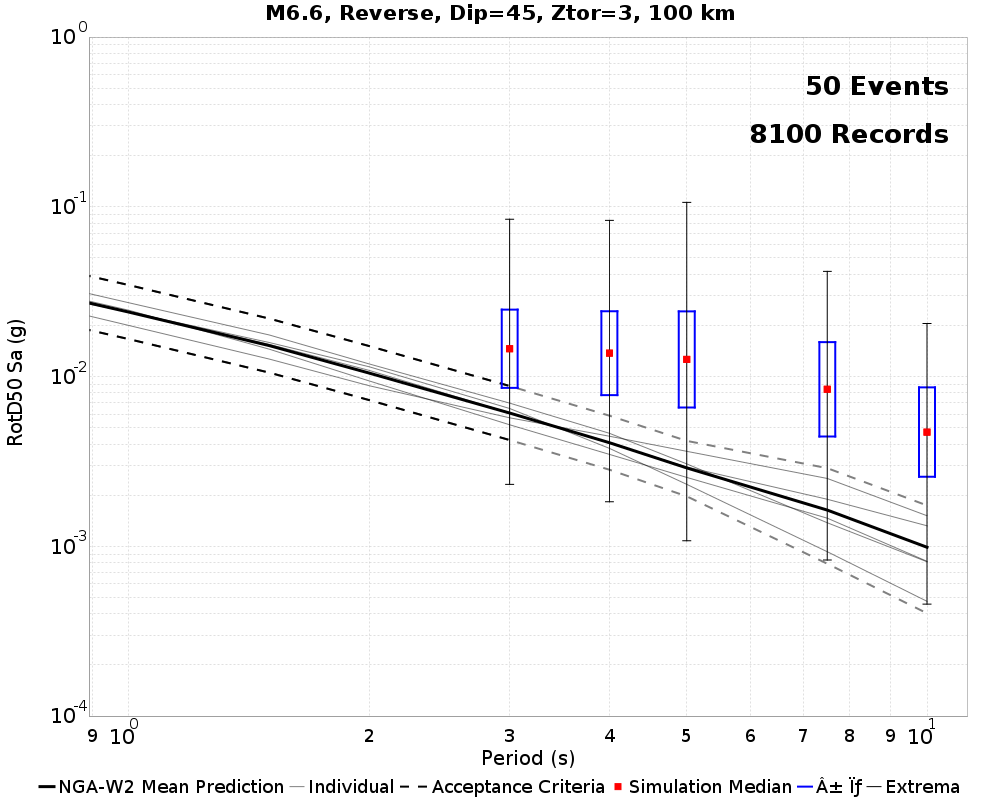 M6.6, Reverse, Dip=45, Ztor=3, 100 km
10^0
50 Events
8100 Records
10^-1
10^-2
10^-3
10^-4
RotD50 Sa (g)
9 10^0 2 3 4 5 6 7 8 9 10^1
Period (s)
NGA-W2 Mean Prediction Individual Acceptance Criteria Simulation Median Â± Ïƒ Extrema